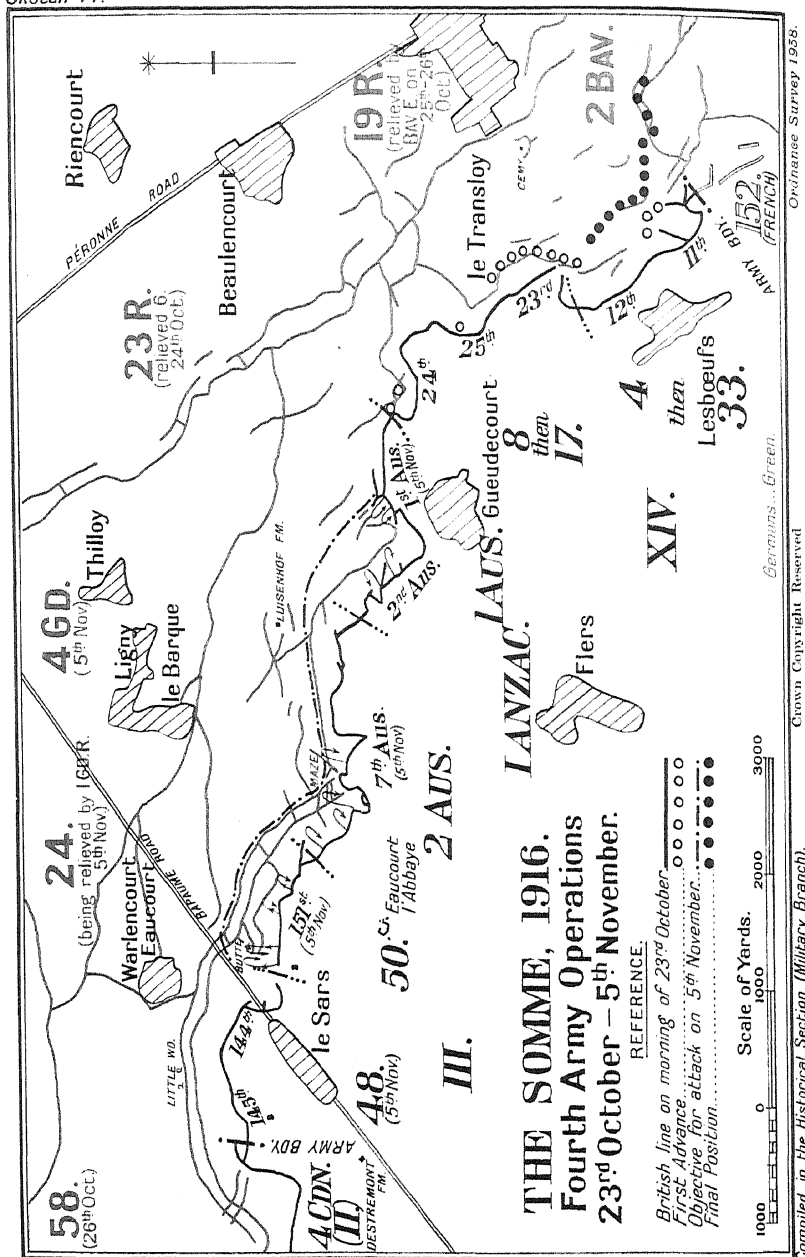 58.
(26th Oct.)
24.
(being relieved by 1GD.R.
5th Nov.)
4 GD.
(5th Nov)
23 R.
(relieved 6.
24th Oct.)
19 R.
(relieved
BAV E. on
25th-26th
Oct)
2 BAV.
Riencourt
PÉRONNE ROAD
Beaulencourt
Thilloy
Ligny
le Barque
Warlencourt
Eaucourt
BAPAUME ROAD
LITTLE WD.
LUISENHOF FM.
le Transloy
CEMY
BUTTE
MAZE
144th
145th
ARMY BDY.
4 CDN.
(II.)
DESTREMONT
FM.
le Sars
48.
(5th Nov.)
151st
(5th Nov)
50.
Eaucourt
l'Abbaye
7th Aus.
(5th Nov)
2 AUS.
2nd Aus.
1st Aus.
(5th Nov).
Gueudecourt
1 AUS.
1 ANZAC.
Flers
24th
25th
23rd
12th
11th
8
then
17.
4
then
33.
Lesbœufs
ARMY BDY.
152.
(FRENCH)
III.
XIV.
THE SOMME, 1916.
Fourth Army Operations
23rd October – 5th November.
REFERENCE.
British line on morning of 23rd October
First Advance
Objective for attack on 5th November
Final Position
Scale of Yards.
1000 0 1000 2000 3000
Germans... Green.
Compiled in the Historical Section (Military Branch).
Crown Copyright Reserved
Ordnance Survey 1938.